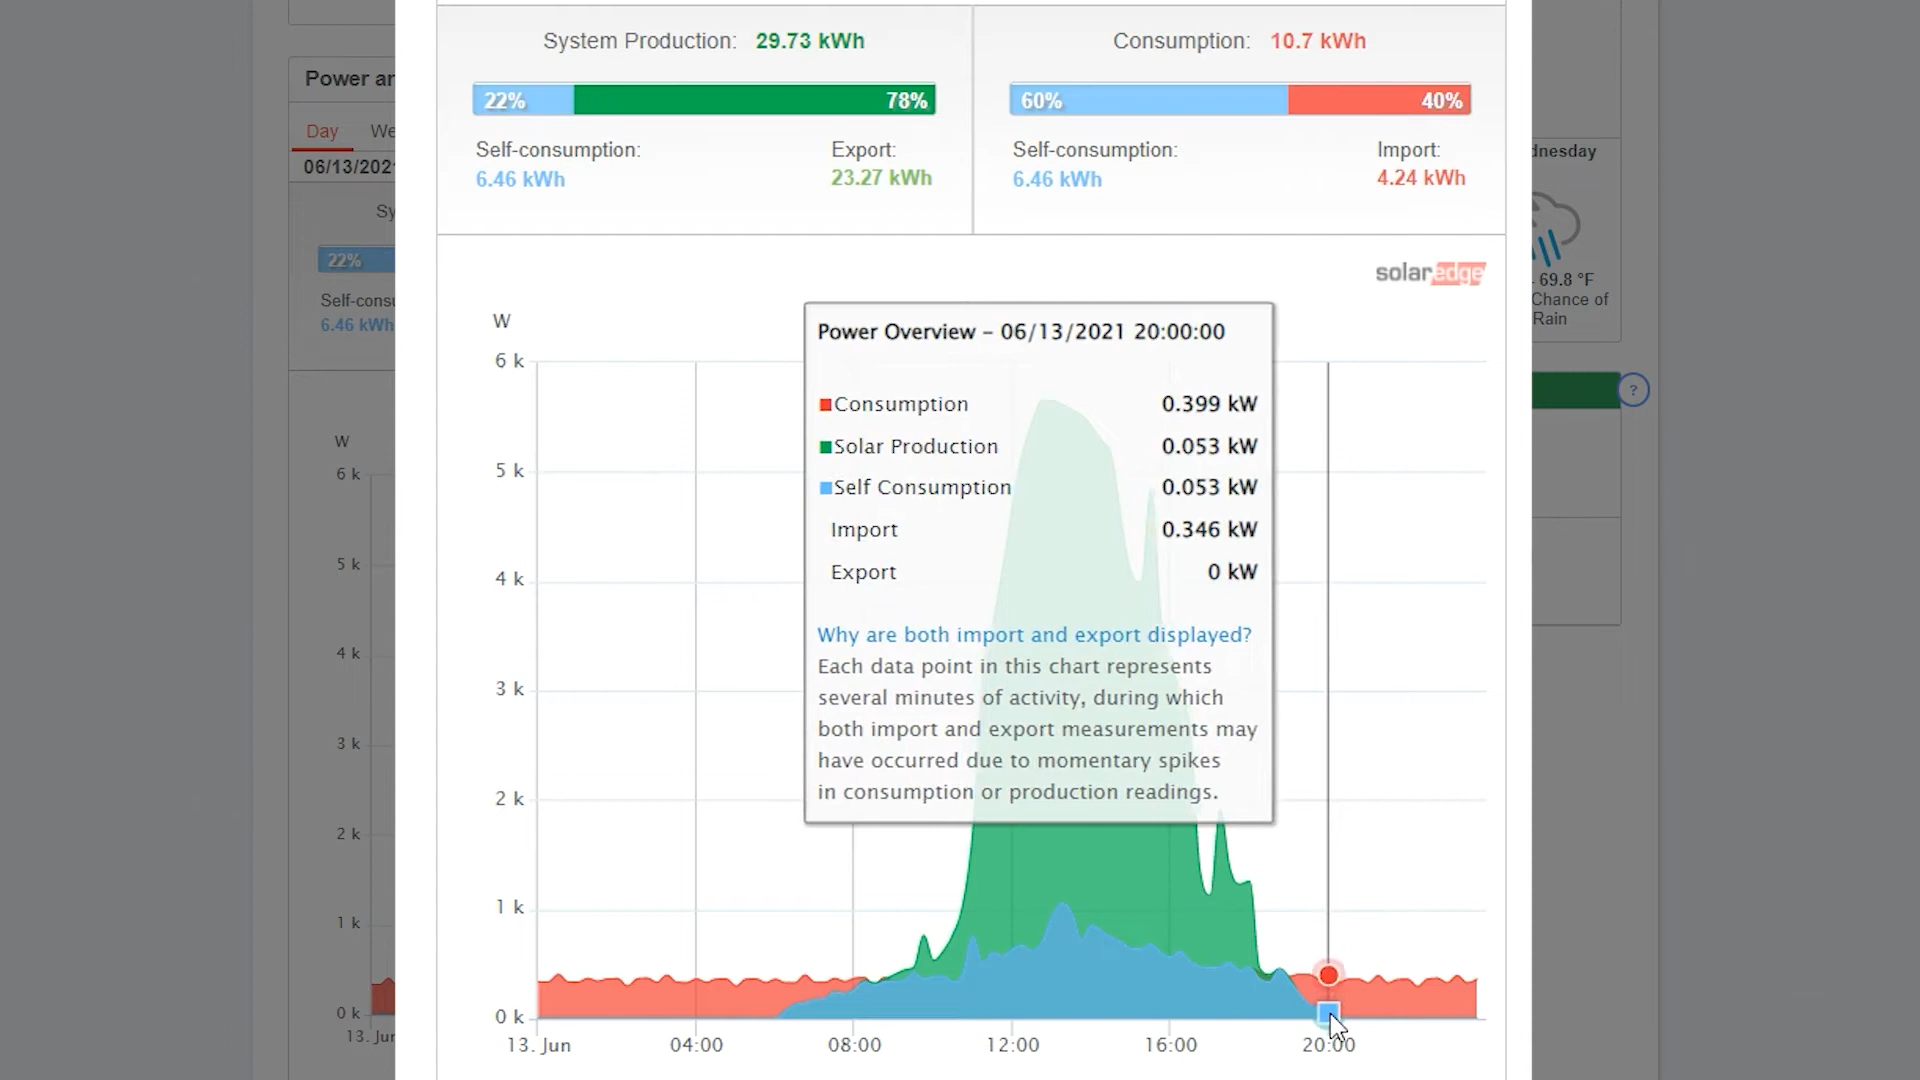 System Production: 29.73 kWh
22% 78%
Self-consumption: Export:
6.46 kWh 23.27 kWh
Consumption: 10.7 kWh
60% 40%
Self-consumption: Import:
6.46 kWh 4.24 kWh
solaredge
W
6 k
5 k
4 k
3 k
2 k
1 k
0 k
13. Jun 04:00 08:00 12:00 16:00 20:00
Power Overview – 06/13/2021 20:00:00
Consumption 0.399 kW
Solar Production 0.053 kW
Self Consumption 0.053 kW
Import 0.346 kW
Export 0 kW
Why are both import and export displayed?
Each data point in this chart represents
several minutes of activity, during which
both import and export measurements may
have occurred due to momentary spikes
in consumption or production readings.
Power
Day
06/13/2021
22%
6.46 kWh
W
6 k
5 k
4 k
3 k
2 k
1 k
0 k
13. Jun
69.8 °F
Chance of
Rain
?